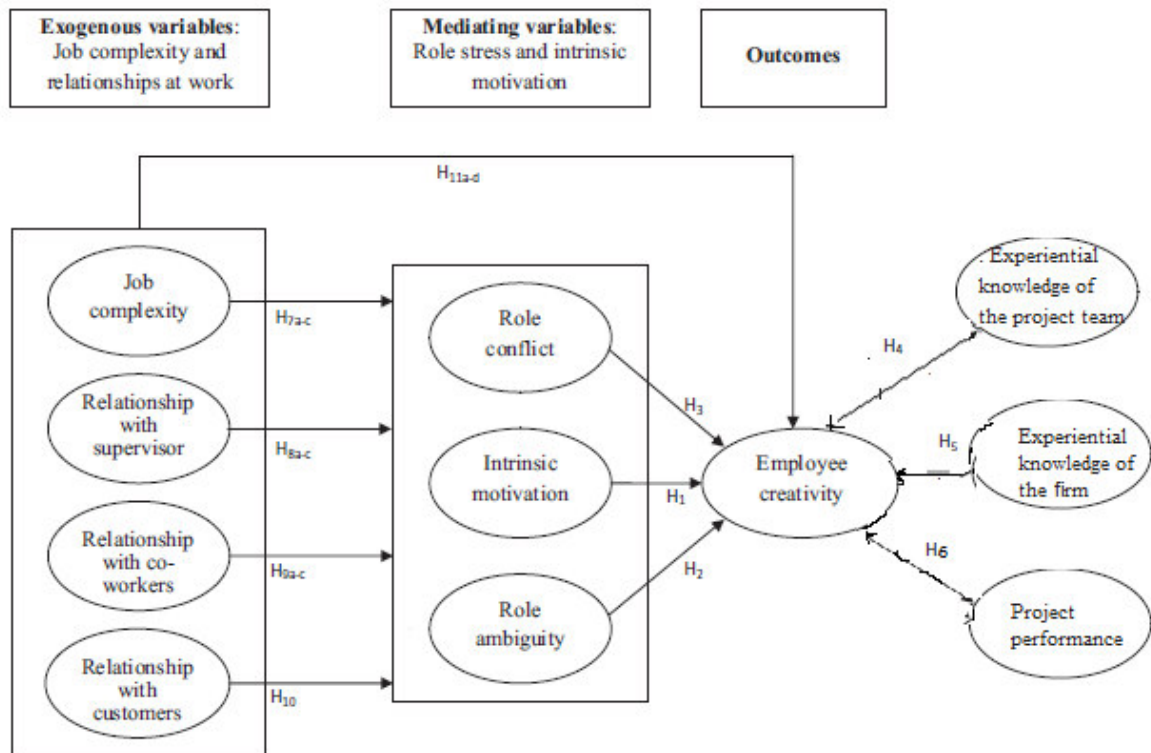 Exogenous variables:
Job complexity and
relationships at work
Mediating variables:
Role stress and intrinsic
motivation
Outcomes
H11a-d
Job
complexity
H7a-c
Relationship
with
supervisor
H8a-c
Relationship
with co-
workers
H9a-c
Relationship
with
customers
H10
Role
conflict
H3
Intrinsic
motivation
H1
Role
ambiguity
H2
Employee
creativity
H4
. Experiential
knowledge of
the project team
H5
Experiential
knowledge of
the firm
H6
Project
performance